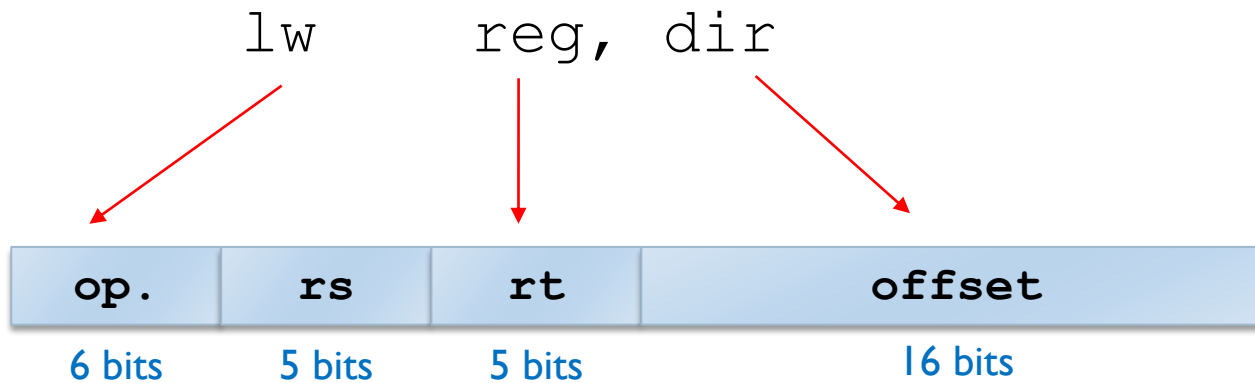 lw reg, dir
op. rs rt offset
6 bits 5 bits 5 bits 16 bits